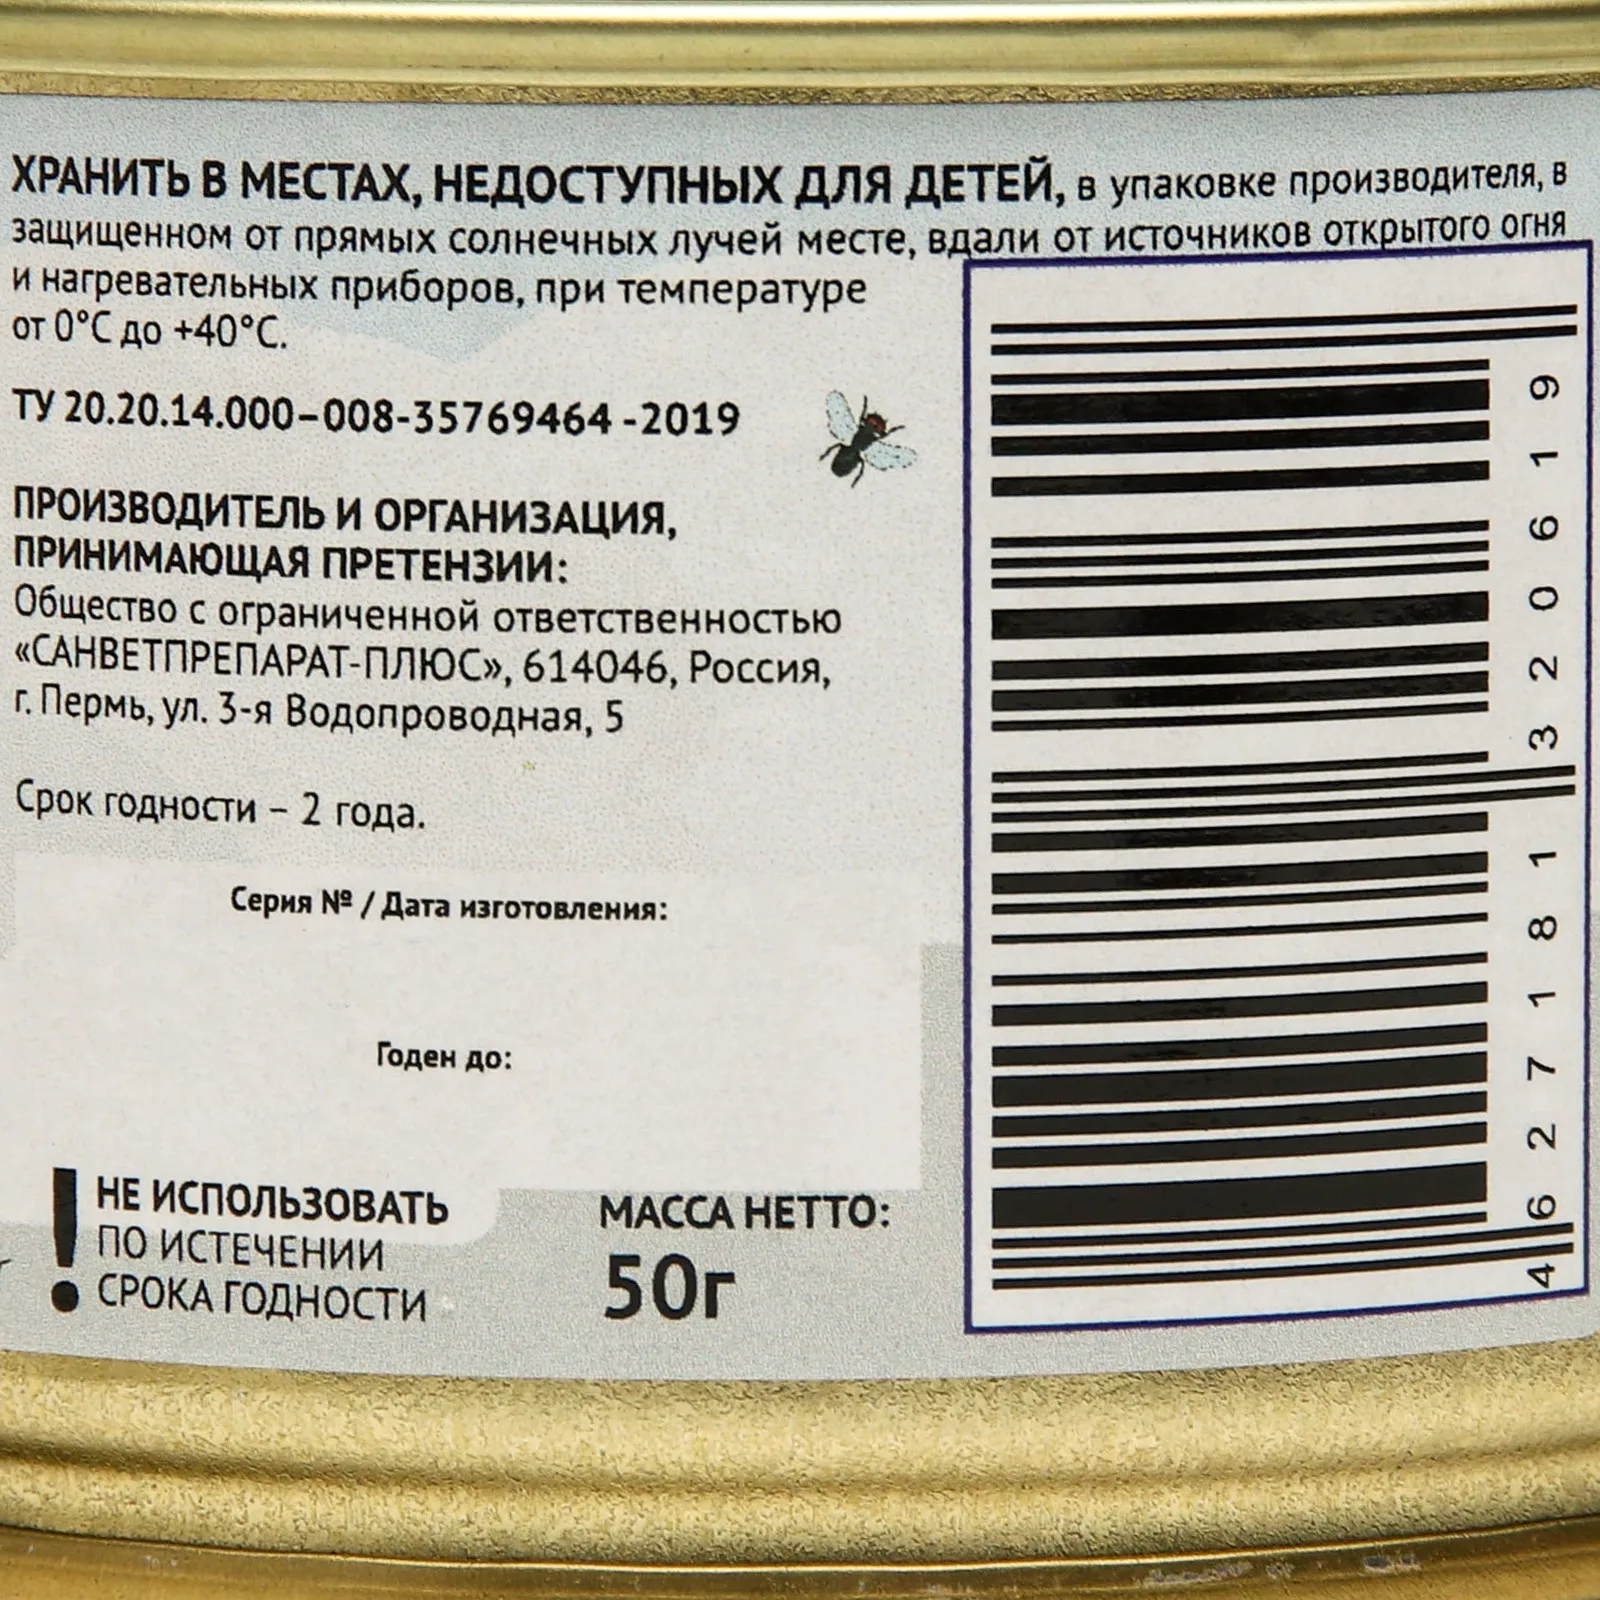 ХРАНИТЬ В МЕСТАХ, НЕДОСТУПНЫХ ДЛЯ ДЕТЕЙ, в упаковке производителя, в
защищенном от прямых солнечных лучей месте, вдали от источников открытого огня
и нагревательных приборов, при температуре
от 0°С до +40°С.
ТУ 20.20.14.000–008-35769464 -2019
ПРОИЗВОДИТЕЛЬ И ОРГАНИЗАЦИЯ,
ПРИНИМАЮЩАЯ ПРЕТЕНЗИИ:
Общество с ограниченной ответственностью
«САНВЕТПРЕПАРАТ-ПЛЮС», 614046, Россия,
г. Пермь, ул. 3-я Водопроводная, 5
Срок годности – 2 года.
Серия № / Дата изготовления:
Годен до:
! НЕ ИСПОЛЬЗОВАТЬ
ПО ИСТЕЧЕНИИ
СРОКА ГОДНОСТИ
МАССА НЕТТО:
50г
4 627181 320619